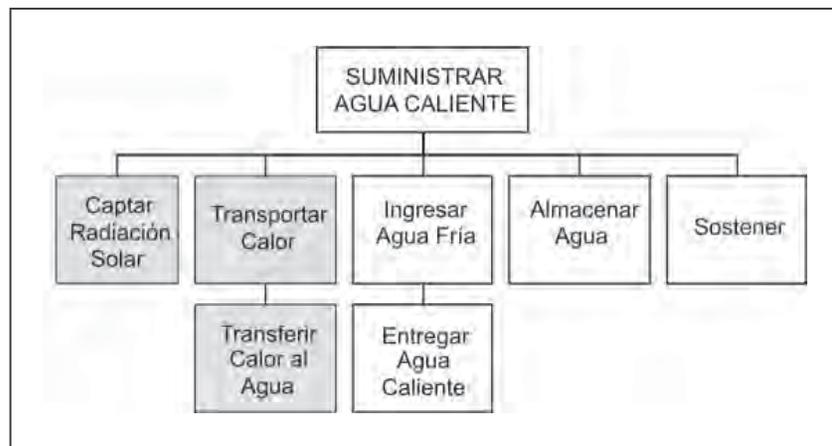 SUMINISTRAR
AGUA CALIENTE
Captar
Radiación
Solar
Transportar
Calor
Ingresar
Agua Fría
Almacenar
Agua
Sostener
Transferir
Calor al
Agua
Entregar
Agua
Caliente